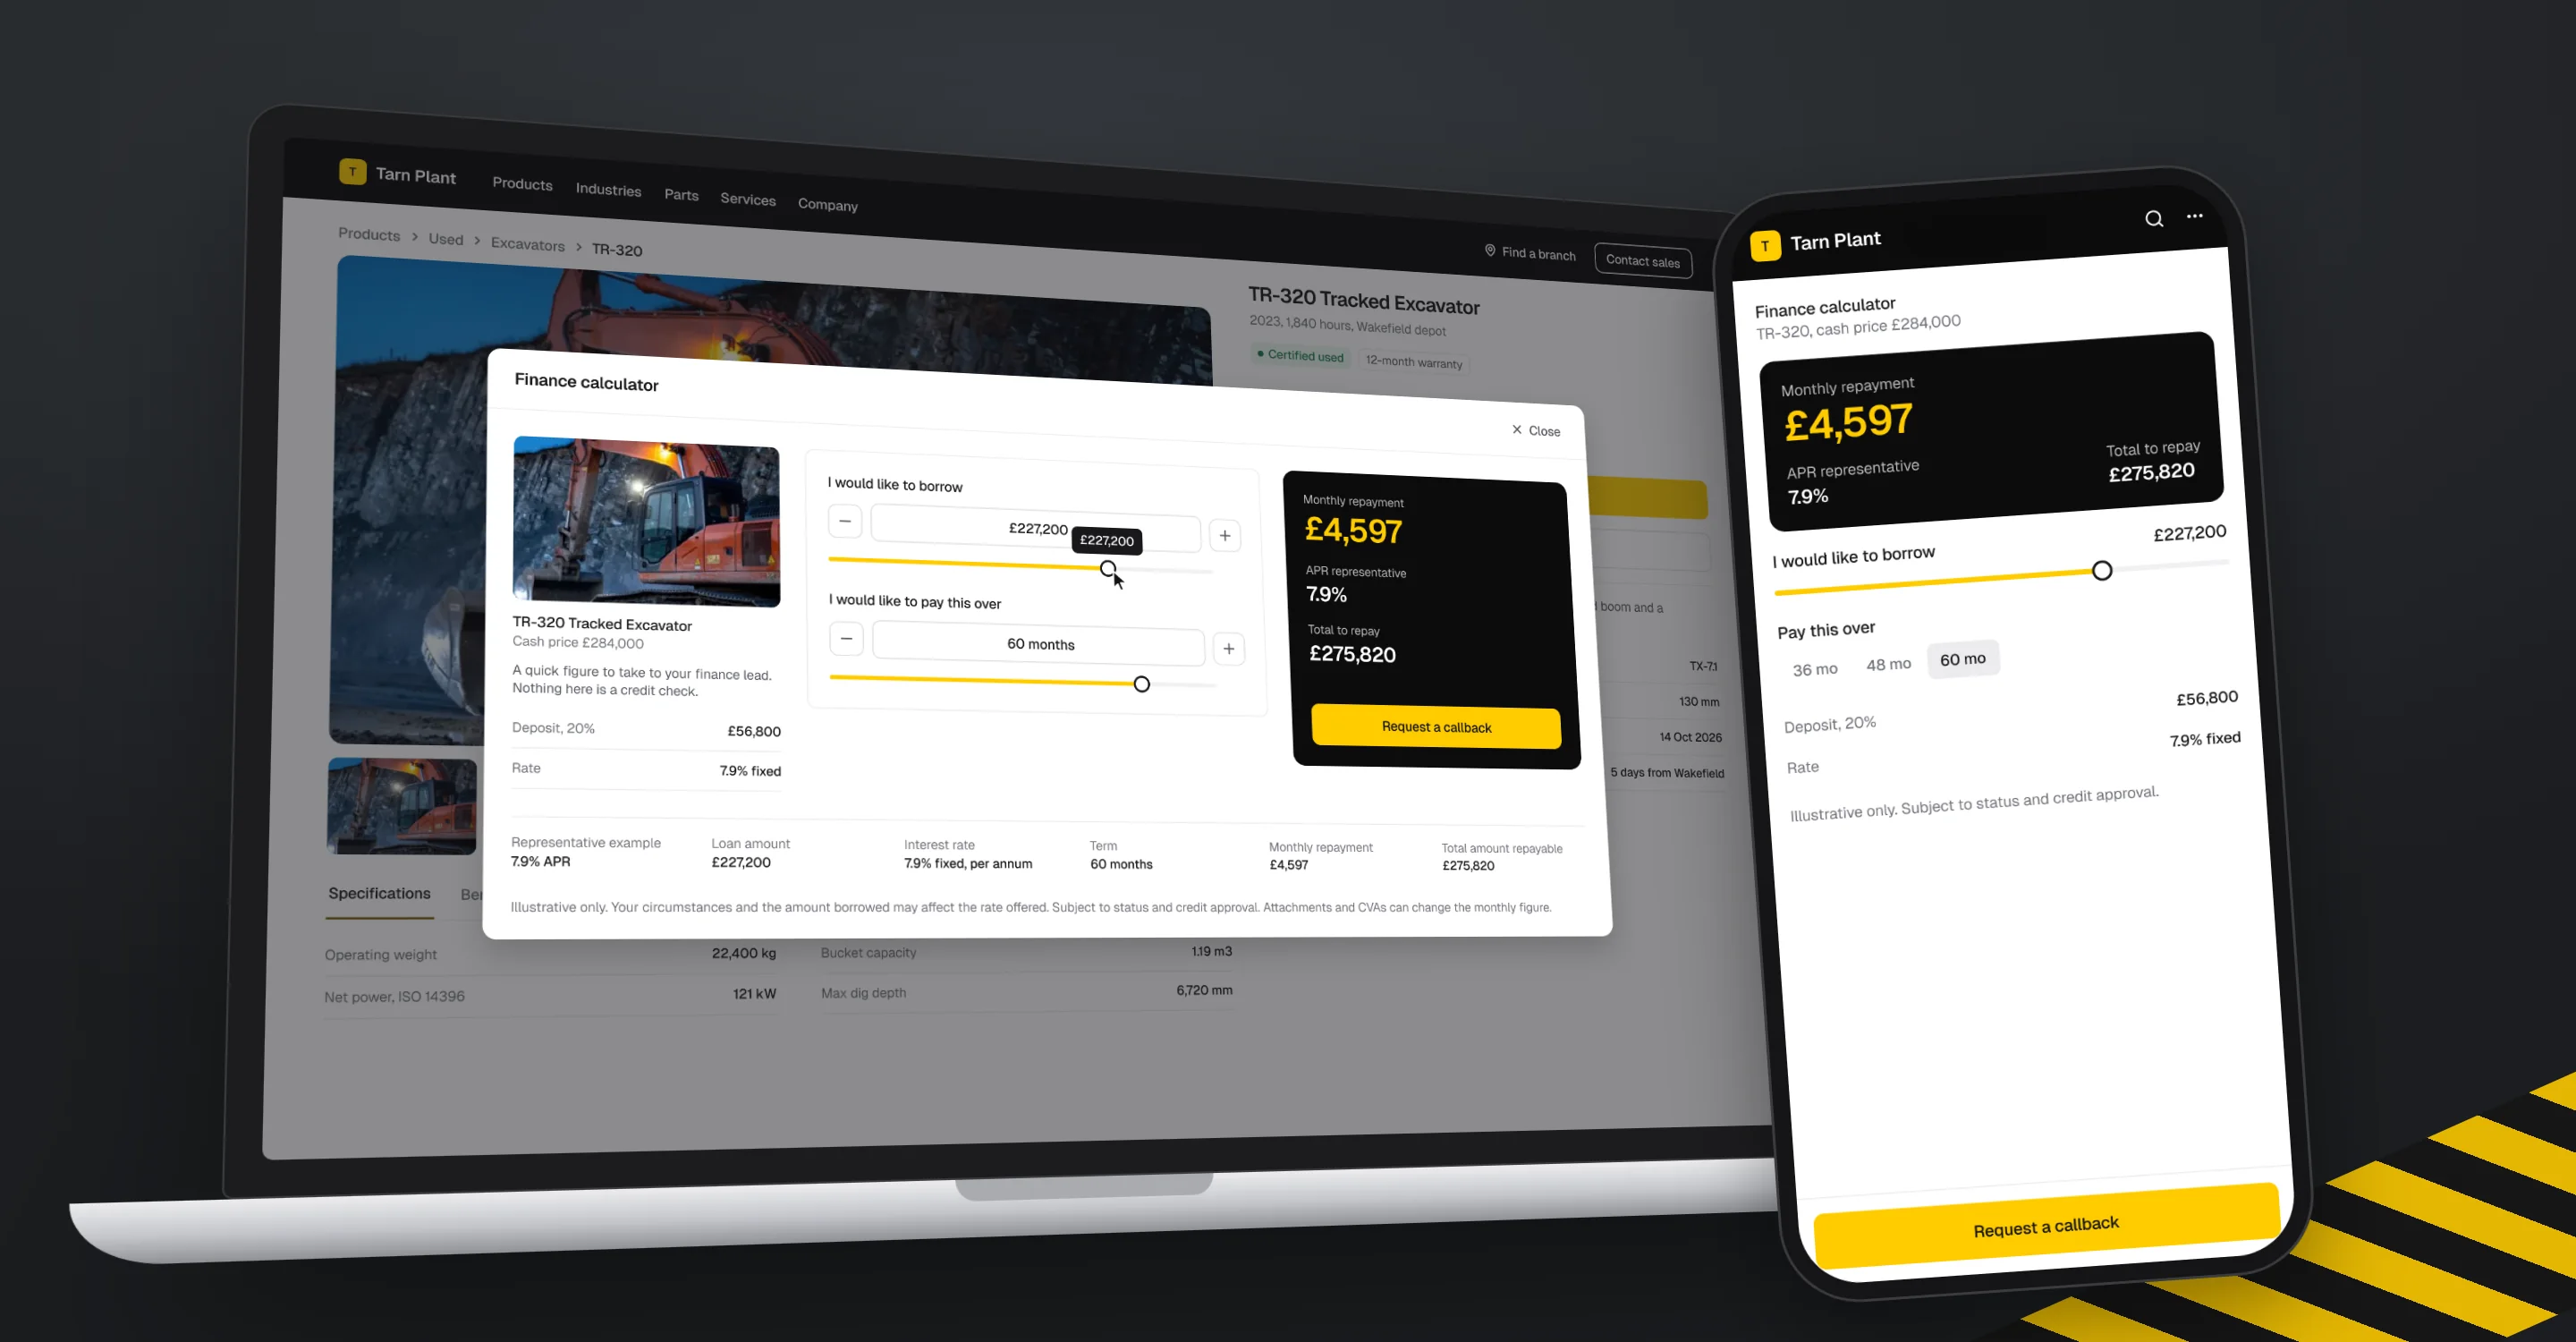 T
Tarn Plant
Products
Industries
Parts
Services
Company
Find a branch
Contact sales
Products > Used > Excavators > TR-320
TR-320 Tracked Excavator
2023, 1,840 hours, Wakefield depot
Certified used
12-month warranty
Finance calculator
Close
TR-320 Tracked Excavator
Cash price £284,000
A quick figure to take to your finance lead.
Nothing here is a credit check.
Deposit, 20%
£56,800
Rate
7.9% fixed
I would like to borrow
£227,200
£227,200
I would like to pay this over
60 months
Monthly repayment
£4,597
APR representative
7.9%
Total to repay
£275,820
Request a callback
Representative example
7.9% APR
Loan amount
£227,200
Interest rate
7.9% fixed, per annum
Term
60 months
Monthly repayment
£4,597
Total amount repayable
£275,820
Illustrative only. Your circumstances and the amount borrowed may affect the rate offered. Subject to status and credit approval. Attachments and CVAs can change the monthly figure.
boom and a
TX-71
130 mm
14 Oct 2026
5 days from Wakefield
Specifications
Operating weight
22,400 kg
Bucket capacity
1.19 m3
Net power, ISO 14396
121 kW
Max dig depth
6,720 mm
T
Tarn Plant
Finance calculator
TR-320, cash price £284,000
Monthly repayment
£4,597
APR representative
7.9%
Total to repay
£275,820
I would like to borrow
£227,200
Pay this over
36 mo
48 mo
60 mo
Deposit, 20%
£56,800
Rate
7.9% fixed
Illustrative only. Subject to status and credit approval.
Request a callback